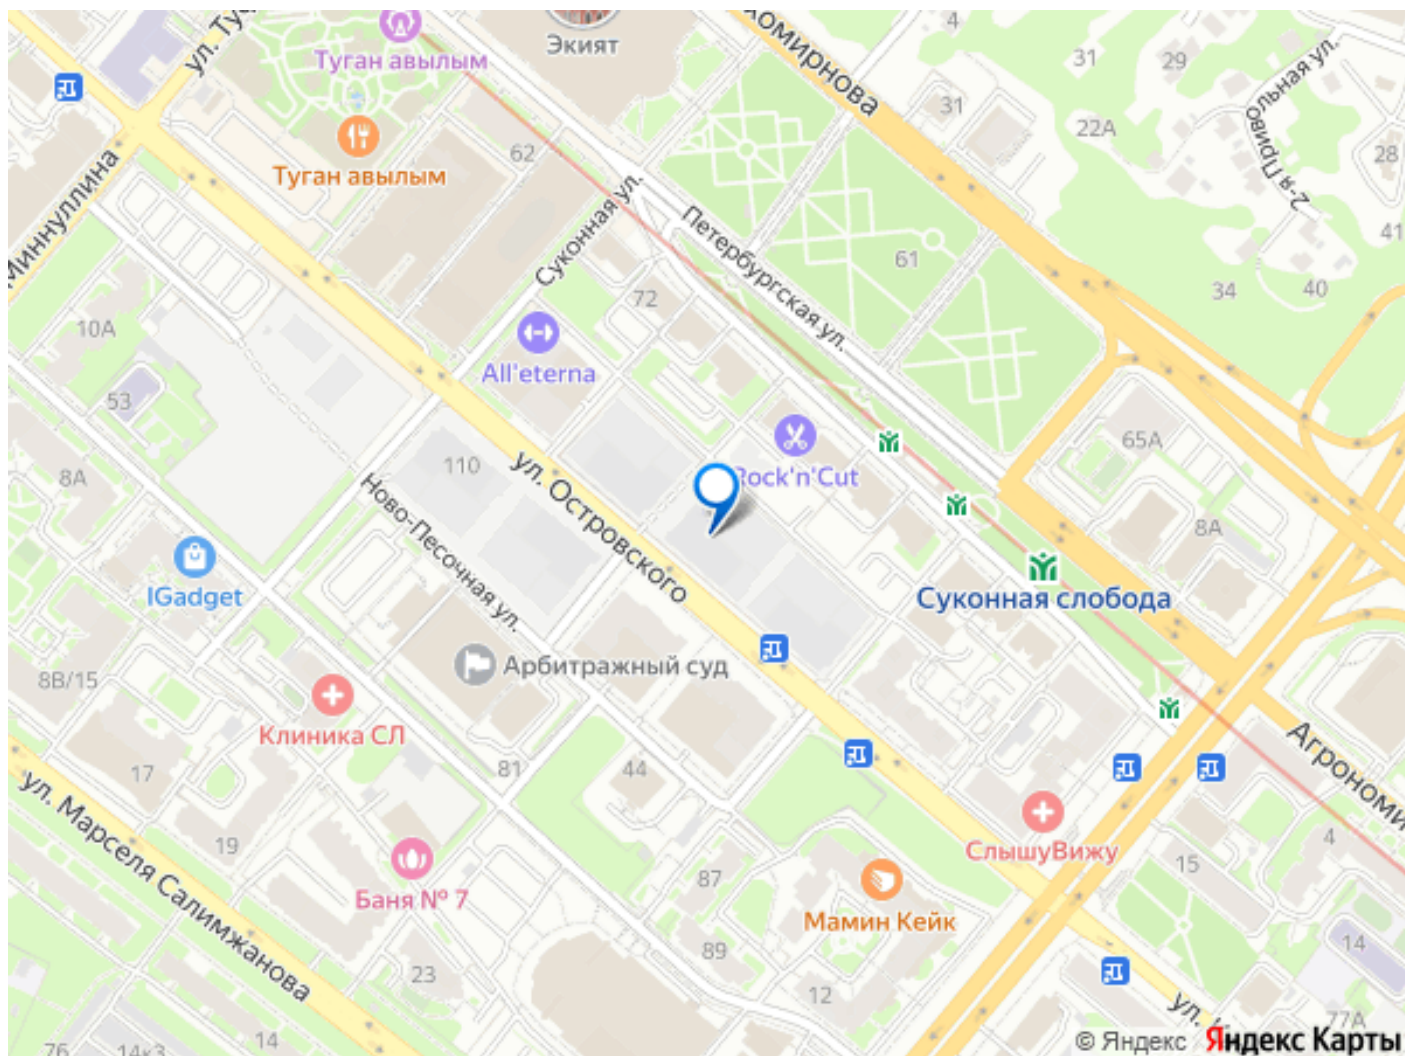 ул. Ту
Туган авылым
Экият
хомирнова
4
31
29
2-я Привольная ул.
31
22А
28
62
Туган авылым
Миннуллина
Суконная ул.
Петербургская ул.
61
41
34
40
72
10А
All'eterna
53
65А
110
ул. Островского
Rock'n'Cut
8А
Ново-Песочная ул.
8А
IGadget
Суконная слобода
Арбитражный суд
8В/15
Клиника СЛ
Агрономи
17
81
44
ул. Марселя Салимжанова
19
СлышуВижу
4
15
87
Баня № 7
Мамин Кейк
89
14
23
12
ул.
77А
76
14к3
14
© Яндекс Яндекс Карты